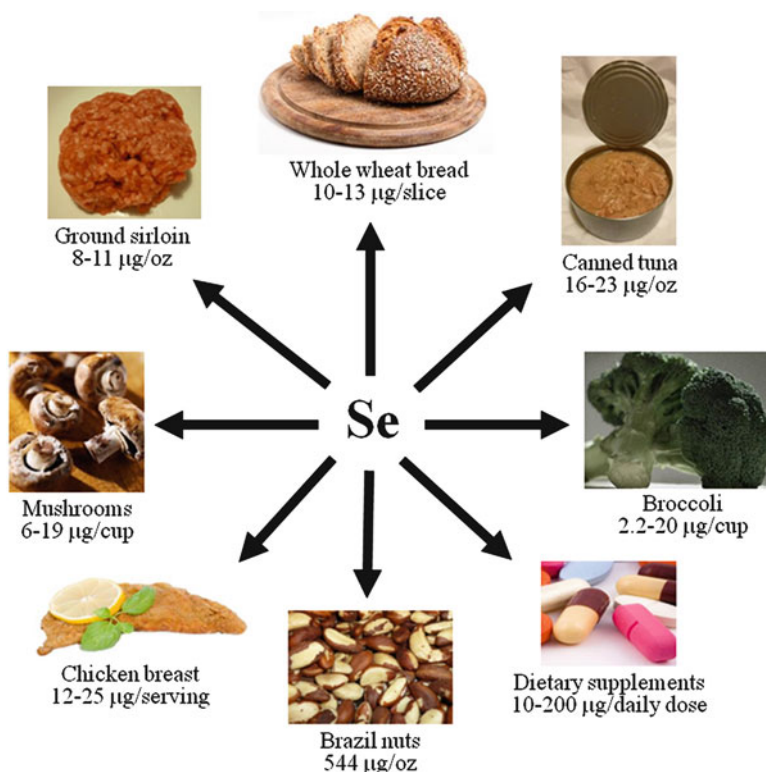 Whole wheat bread
10-13 μg/slice
Ground sirloin
8-11 μg/oz
Canned tuna
16-23 μg/oz
Se
Mushrooms
6-19 μg/cup
Broccoli
2.2-20 μg/cup
Chicken breast
12-25 μg/serving
Dietary supplements
10-200 μg/daily dose
Brazil nuts
544 μg/oz